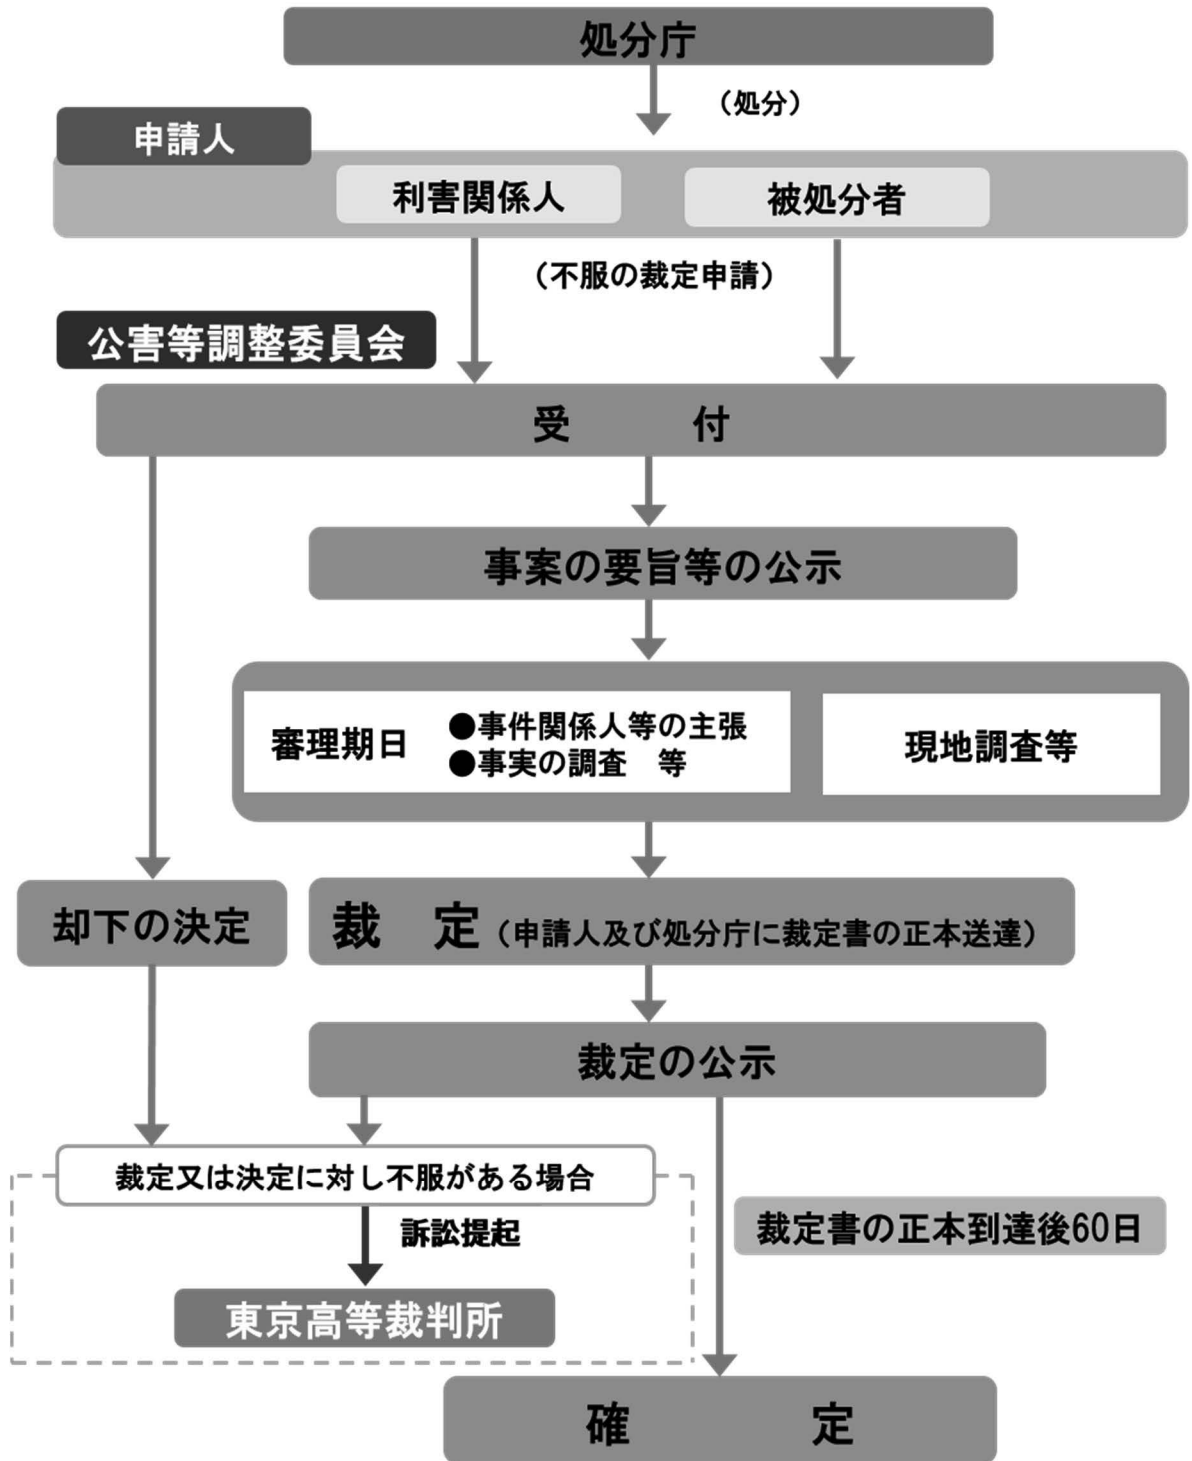 処分庁
（処分）
申請人
利害関係人
被処分者
（不服の裁定申請）
公害等調整委員会
受　付
事案の要旨等の公示
審理期日
●事件関係人等の主張
●事実の調査　等
現地調査等
却下の決定
裁　定（申請人及び処分庁に裁定書の正本送達）
裁定の公示
裁定又は決定に対し不服がある場合
訴訟提起
裁定書の正本到達後60日
東京高等裁判所
確　定